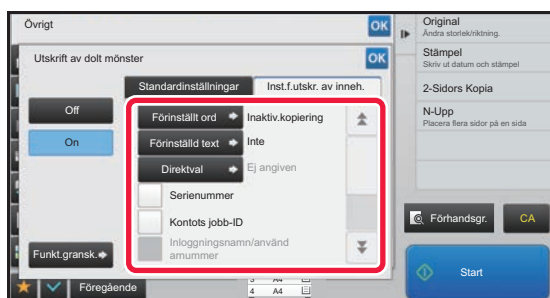 Övrigt
OK
Utskrift av dolt mönster
OK
Standardinställningar
Inst.f.utskr. av inneh.
Off
On
Förinställt ord
Inaktiv.kopiering
Förinställd text
Inte
Direktval
Ej angiven
Serienummer
Kontots jobb-ID
Inloggningsnamn/använd
arnummer
Funkt.gransk.
Föregående
3 A4
4 A4
Original
Ändra storlek/riktning.
Stämpel
Skriv ut datum och stämpel
2-Sidors Kopia
N-Upp
Placera flera sidor på en sida
Förhandsgr.
CA
Start